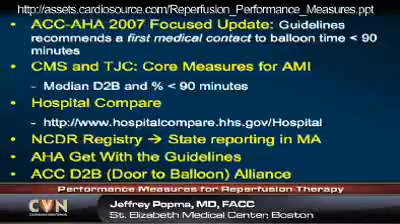 http://assets.cardiosource.com/Reperfusion_Performance_Measures.ppt
• ACC-AHA 2007 Focused Update: Guidelines
recommends a first medical contact to balloon time < 90
minutes
• CMS and TJC: Core Measures for AMI
– Median D2B and % < 90 minutes
• Hospital Compare
– http://www.hospitalcompare.hhs.gov/Hospital
• NCDR Registry → State reporting in MA
• AHA Get With the Guidelines
• ACC D2B (Door to Balloon) Alliance
Performance Measures for Reperfusion Therapy
CVN
Jeffrey Popma, MD, FACC
St. Elizabeth Medical Center, Boston